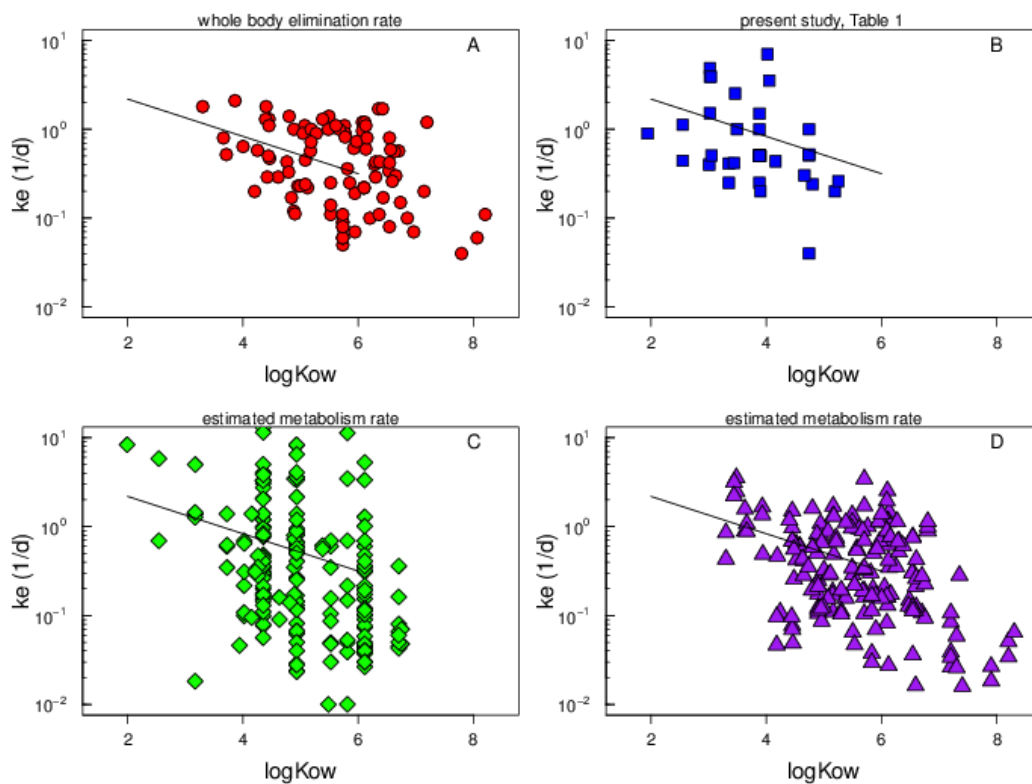 whole body elimination rate
A
10¹
10⁰
10⁻¹
10⁻²
ke (1/d)
2 4 6 8
logKow
present study, Table 1
B
10¹
10⁰
10⁻¹
10⁻²
ke (1/d)
2 4 6 8
logKow
estimated metabolism rate
C
10¹
10⁰
10⁻¹
10⁻²
ke (1/d)
2 4 6 8
logKow
estimated metabolism rate
D
10¹
10⁰
10⁻¹
10⁻²
ke (1/d)
2 4 6 8
logKow